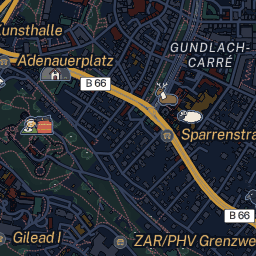 Kunsthalle
Adenauerplatz
GUNDLACH-
CARRÉ
B 66
Sparrenstra
B 66
Gilead I
ZAR/PHV Grenzwe